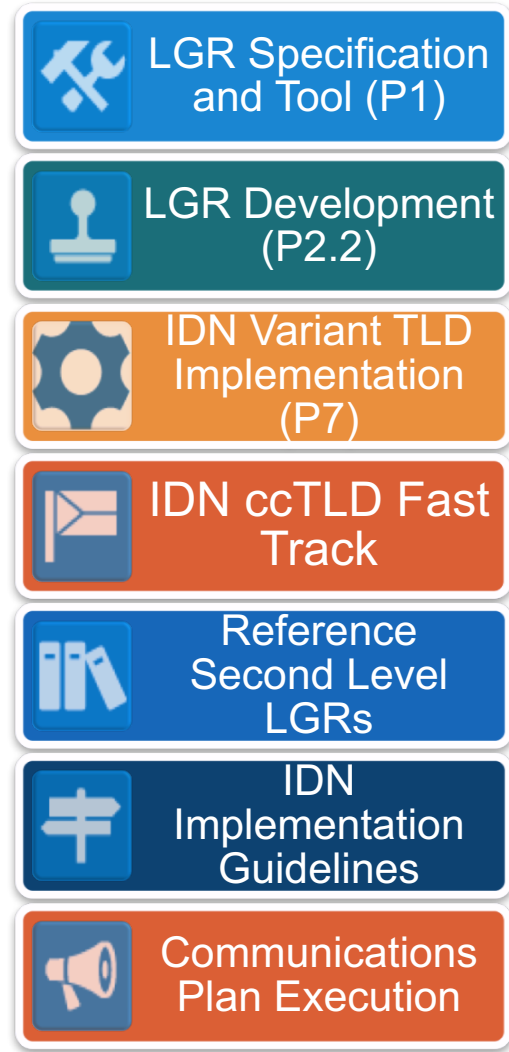 LGR Specification
and Tool (P1)
LGR Development
(P2.2)
IDN Variant TLD
Implementation
(P7)
IDN ccTLD Fast
Track
Reference
Second Level
LGRs
IDN
Implementation
Guidelines
Communications
Plan Execution